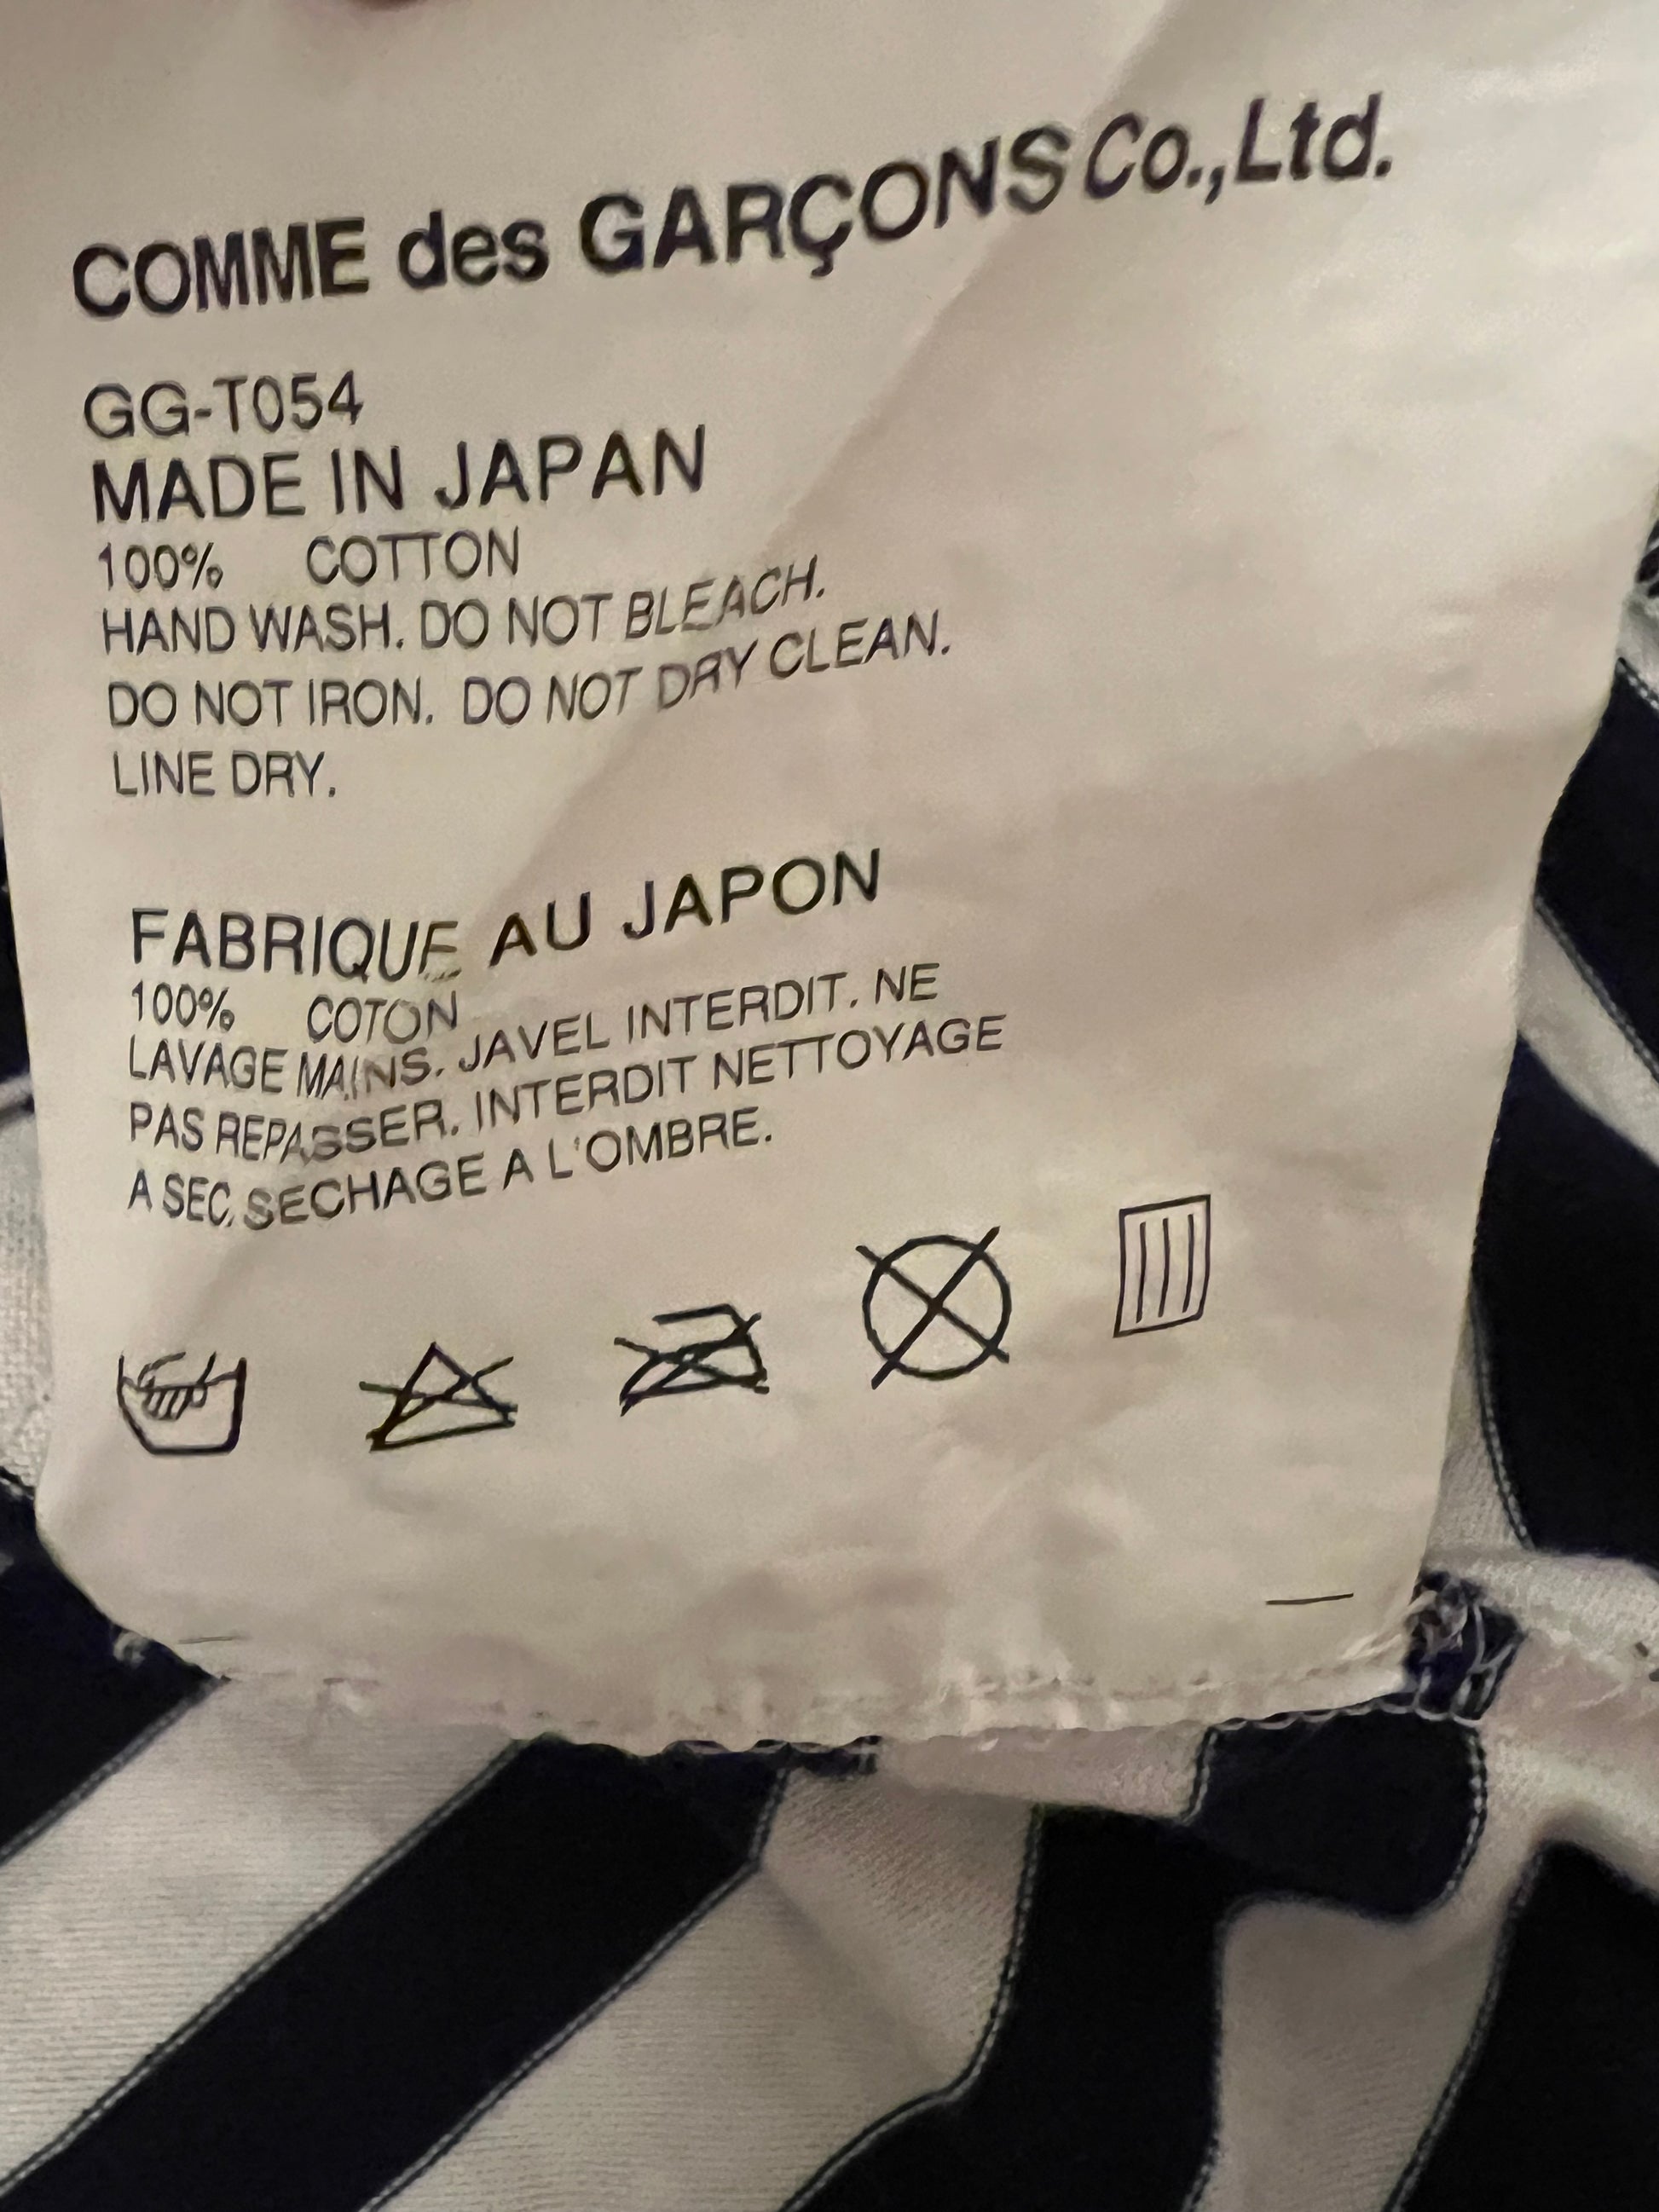 COMME des GARÇONS Co.,Ltd.
GG-T054
MADE IN JAPAN
100% COTTON
HAND WASH. DO NOT BLEACH.
DO NOT IRON. DO NOT DRY CLEAN.
LINE DRY.
FABRIQUE AU JAPON
100% COTON
LAVAGE MAINS. JAVEL INTERDIT. NE
PAS REPASSER. INTERDIT NETTOYAGE
A SEC. SECHAGE A L'OMBRE.